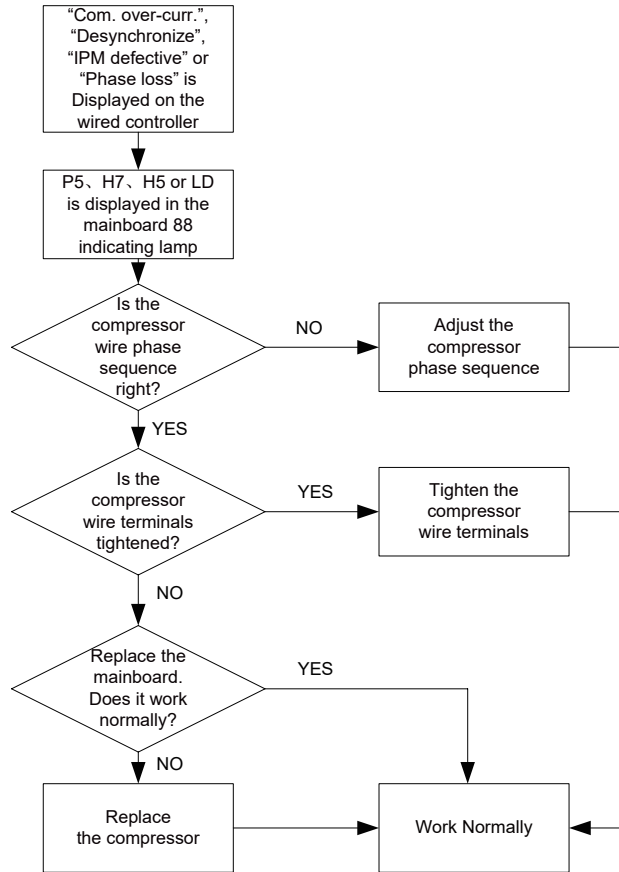 “Com. over-curr.”,
“Desynchronize”,
“IPM defective” or
“Phase loss” is
Displayed on the
wired controller
P5、H7、H5 or LD
is displayed in the
mainboard 88
indicating lamp
Is the
compressor
wire phase
sequence
right?
NO
Adjust the
compressor
phase sequence
YES
Is the
compressor
wire terminals
tightened?
YES
Tighten the
compressor
wire terminals
NO
Replace the
mainboard.
Does it work
normally?
YES
NO
Replace
the compressor
Work Normally